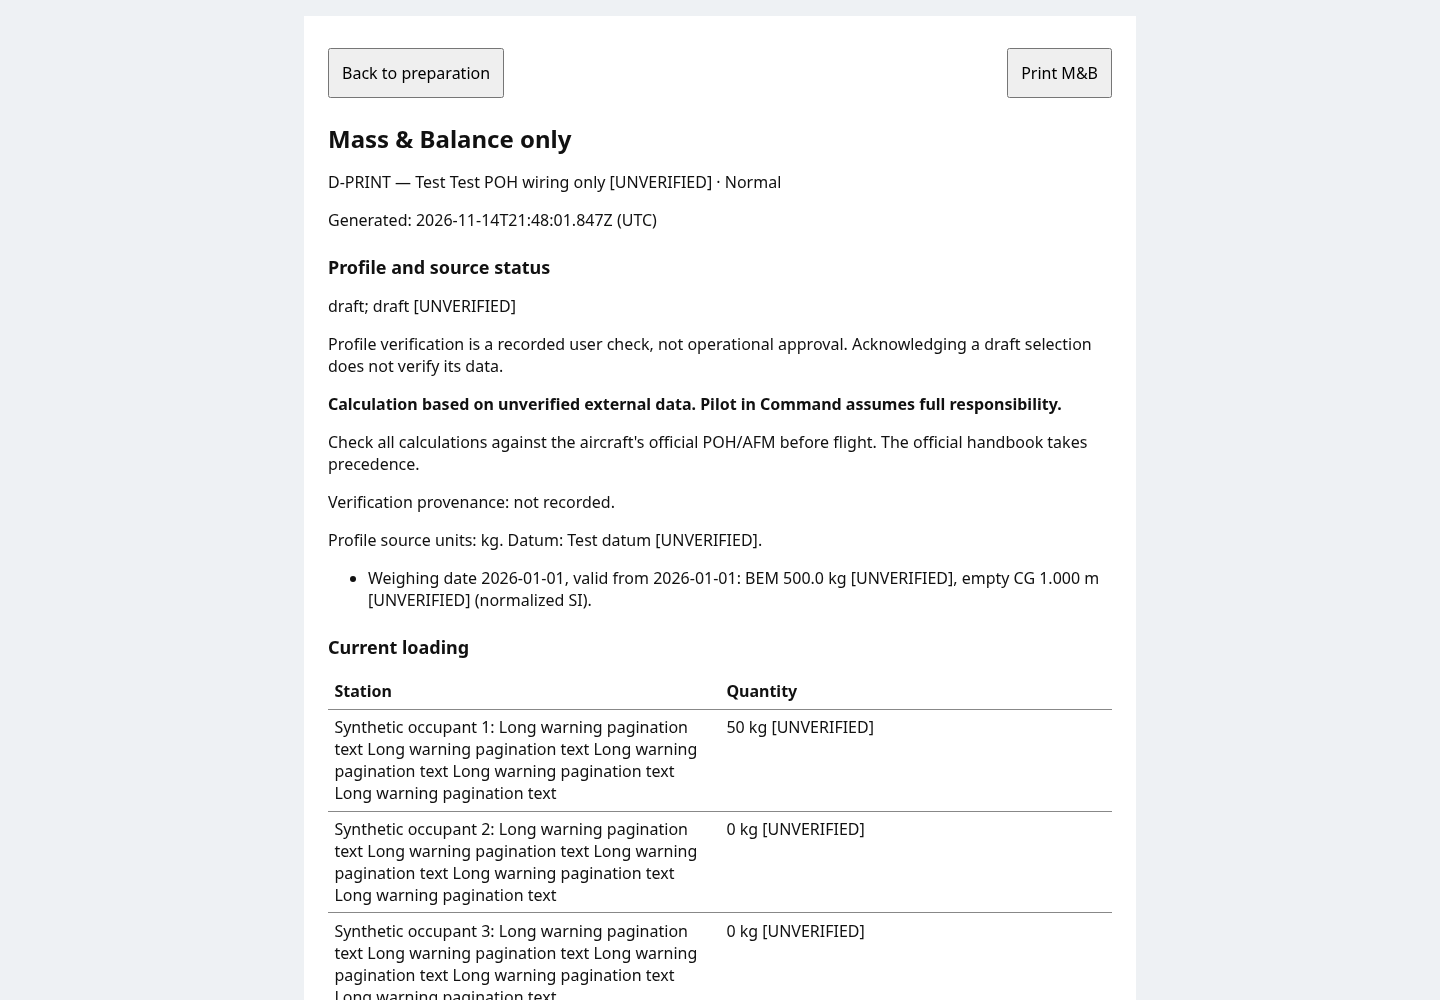 Back to preparation
Print M&B
Mass & Balance only
D-PRINT — Test Test POH wiring only [UNVERIFIED] · Normal
Generated: 2026-11-14T21:48:01.847Z (UTC)
Profile and source status
draft; draft [UNVERIFIED]
Profile verification is a recorded user check, not operational approval. Acknowledging a draft selection
does not verify its data.
Calculation based on unverified external data. Pilot in Command assumes full responsibility.
Check all calculations against the aircraft's official POH/AFM before flight. The official handbook takes
precedence.
Verification provenance: not recorded.
Profile source units: kg. Datum: Test datum [UNVERIFIED].
• Weighing date 2026-01-01, valid from 2026-01-01: BEM 500.0 kg [UNVERIFIED], empty CG 1.000 m
[UNVERIFIED] (normalized SI).
Current loading
Station Quantity
Synthetic occupant 1: Long warning pagination 50 kg [UNVERIFIED]
text Long warning pagination text Long warning
pagination text Long warning pagination text
Long warning pagination text
Synthetic occupant 2: Long warning pagination 0 kg [UNVERIFIED]
text Long warning pagination text Long warning
pagination text Long warning pagination text
Long warning pagination text
Synthetic occupant 3: Long warning pagination 0 kg [UNVERIFIED]
text Long warning pagination text Long warning
pagination text Long warning pagination text
Long warning pagination text